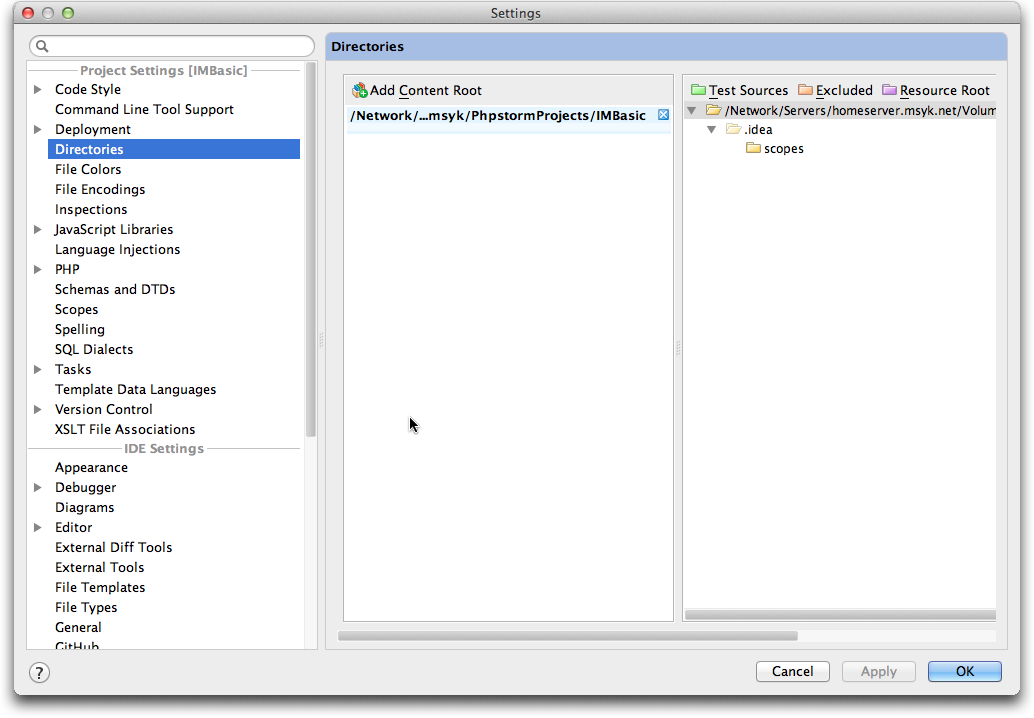 Settings
Project Settings [IMBasic]
Code Style
Command Line Tool Support
Deployment
Directories
File Colors
File Encodings
Inspections
JavaScript Libraries
Language Injections
PHP
Schemas and DTDs
Scopes
Spelling
SQL Dialects
Tasks
Template Data Languages
Version Control
XSLT File Associations
IDE Settings
Appearance
Debugger
Diagrams
Editor
External Diff Tools
External Tools
File Templates
File Types
General
GitHub
Directories
Add Content Root
/Network/...msyk/PhpstormProjects/IMBasic
Test Sources Excluded Resource Root
/Network/Servers/homeserver.msyk.net/Volum
.idea
scopes
?
Cancel Apply OK